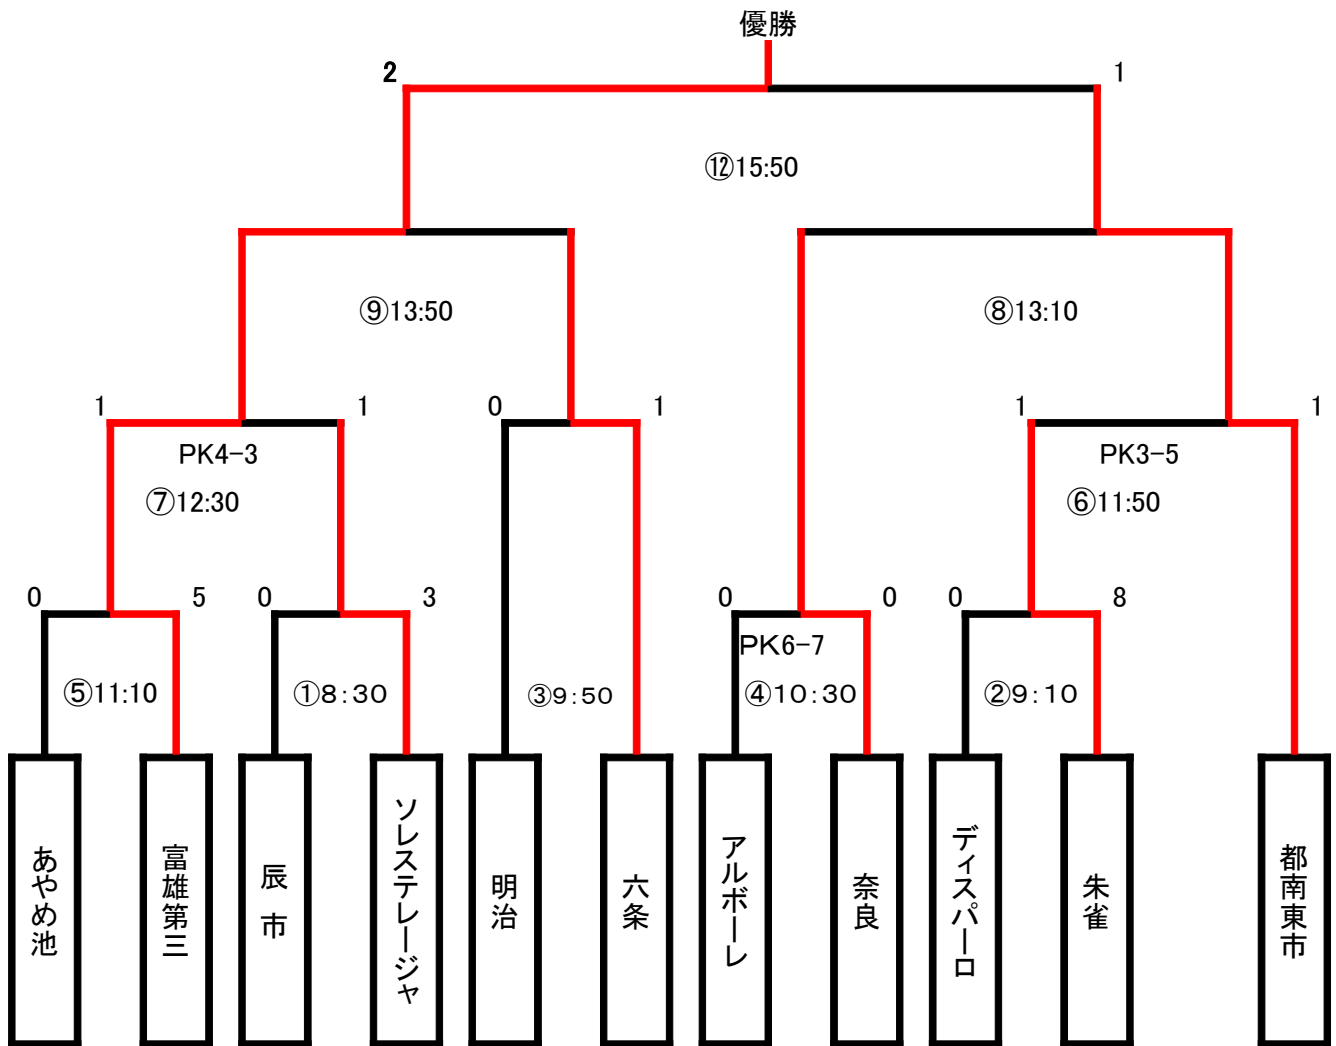 優勝
2
1
⑫15:50
⑨13:50
⑧13:10
1
1
0
1
1
1
PK4-3
PK3-5
⑦12:30
⑥11:50
0
5
0
3
0
0
0
8
PK6-7
⑤11:10
①8:30
③9:50
④10:30
②9:10
あやめ池
富雄第三
辰市
ソレステレージャ
明治
六条
アルボーレ
奈良
ディスパーロ
朱雀
都南東市